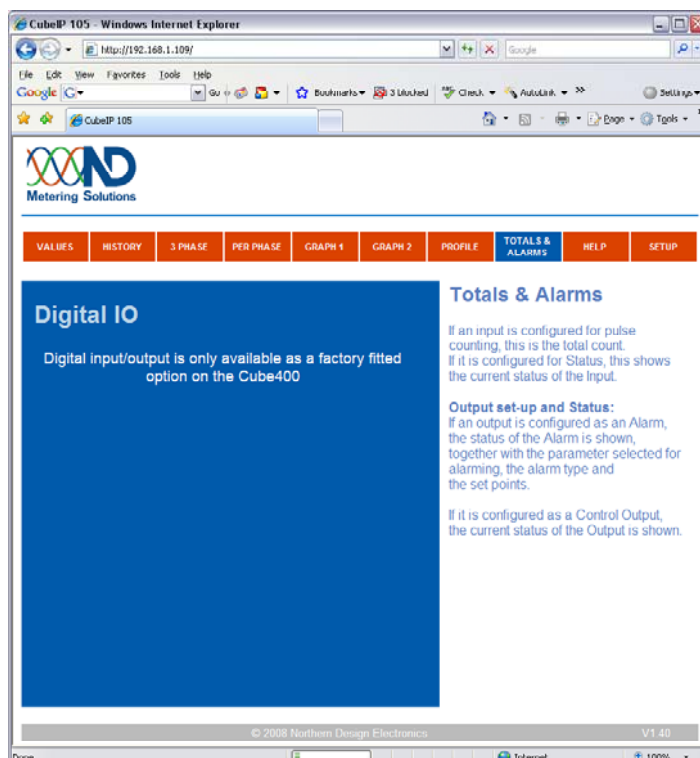 CubeIP 105 - Windows Internet Explorer
http://192.168.1.109/
Google
File Edit View Favorites Tools Help
Google G Go Bookmarks 3 blocked Check AutoLink » Settings
CubeIP 105 Page Tools
ND
Metering Solutions
VALUES HISTORY 3 PHASE PER PHASE GRAPH 1 GRAPH 2 PROFILE TOTALS & ALARMS HELP SETUP
Digital IO
Digital input/output is only available as a factory fitted
option on the Cube400
Totals & Alarms
If an input is configured for pulse
counting, this is the total count.
If it is configured for Status, this shows
the current status of the Input.
Output set-up and Status:
If an output is configured as an Alarm,
the status of the Alarm is shown,
together with the parameter selected for
alarming, the alarm type and
the set points.
If it is configured as a Control Output,
the current status of the Output is shown.
© 2008 Northern Design Electronics V1.40
Done Internet 100%